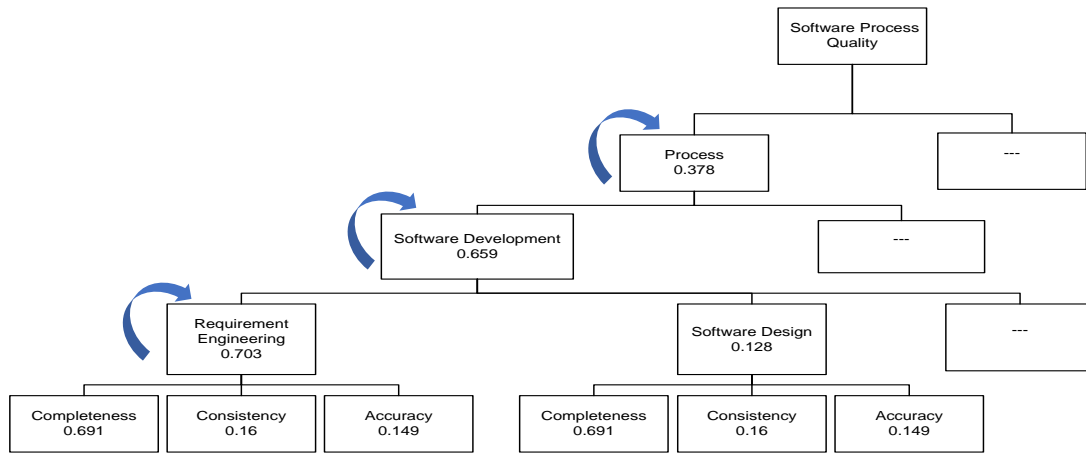 Software Process
Quality
Process
0.378
---
Software Development
0.659
---
Requirement
Engineering
0.703
Software Design
0.128
---
Completeness
0.691
Consistency
0.16
Accuracy
0.149
Completeness
0.691
Consistency
0.16
Accuracy
0.149